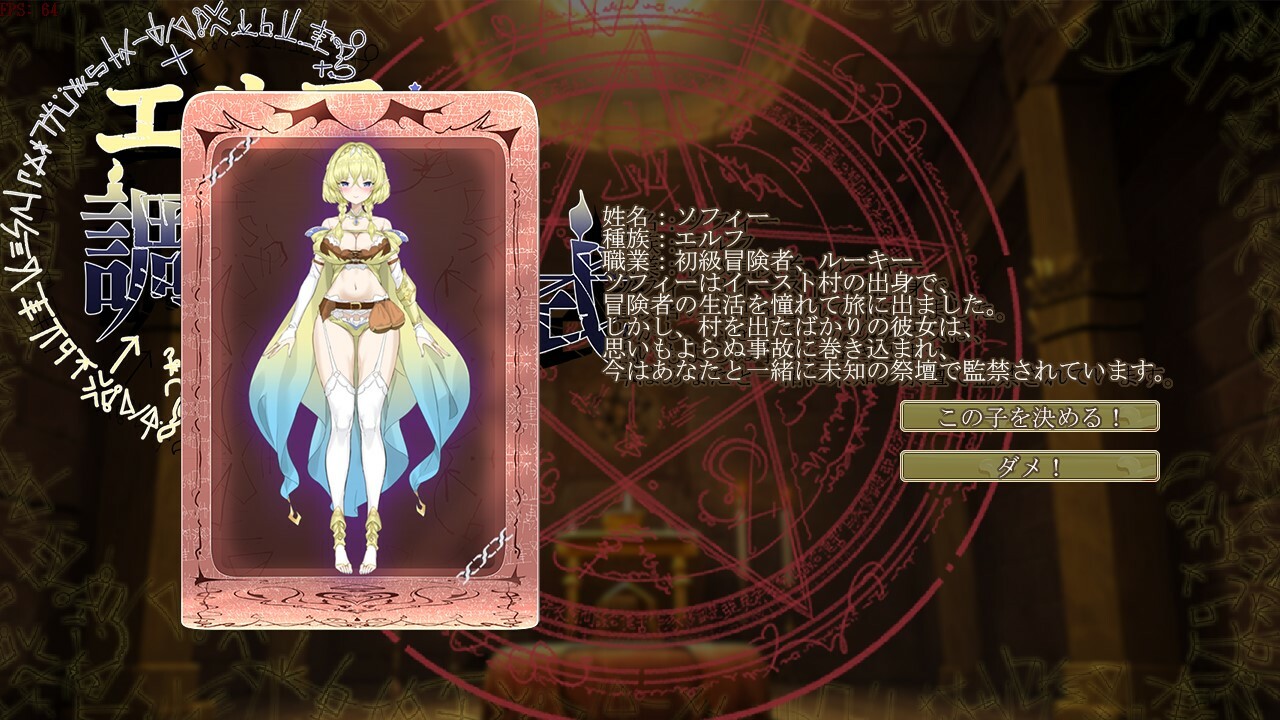 FPS: 64
エ
調
姓名：ソフィー
種族：エルフ
職業：初級冒険者、ルーキー
ソフィーはイースト村の出身で、
冒険者の生活を憧れて旅に出ました。
しかし、村を出たばかりの彼女は、
思いもよらぬ事故に巻き込まれ、
今はあなたと一緒に未知の祭壇で監禁されています。
この子を決める！
ダメ！